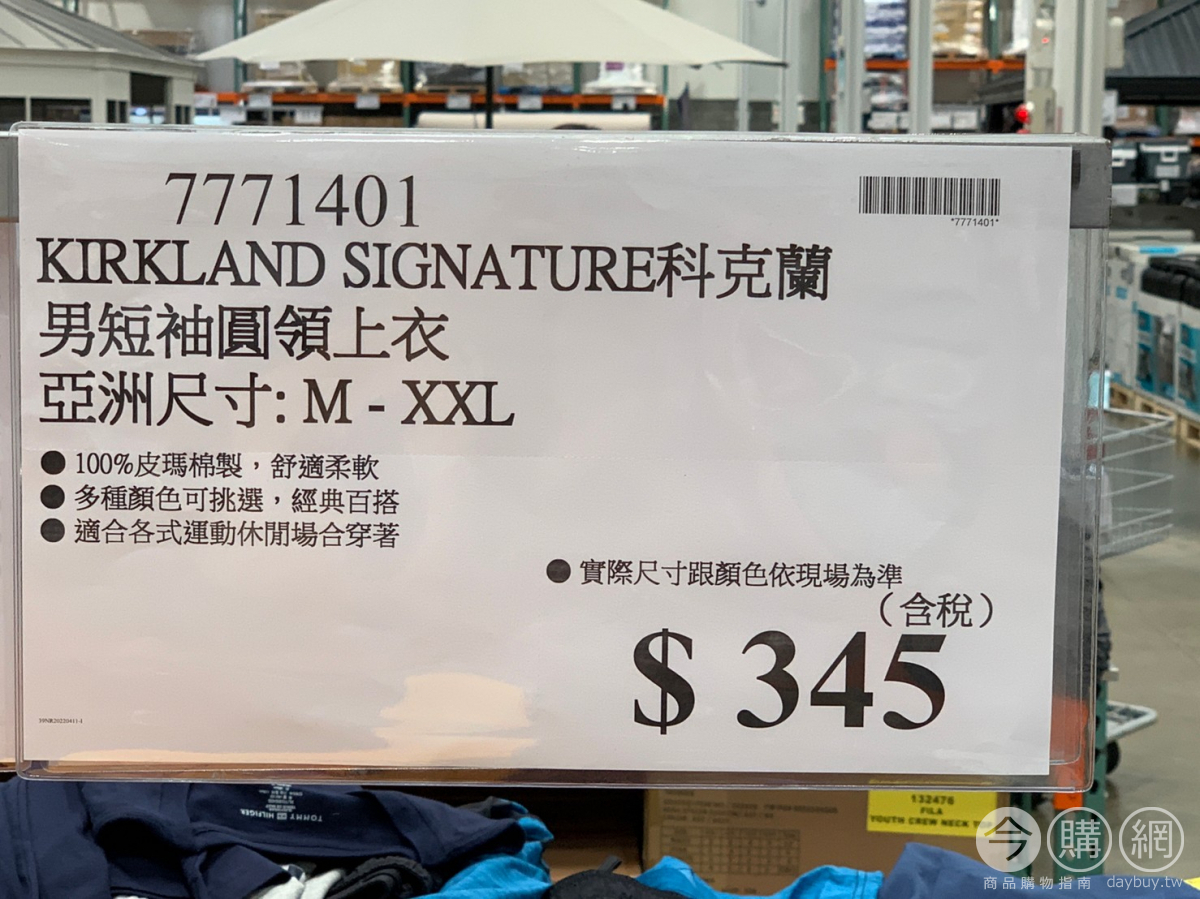 7771401
*7771401*
KIRKLAND SIGNATURE科克蘭
男短袖圓領上衣
亞洲尺寸: M - XXL
● 100%皮瑪棉製，舒適柔軟
● 多種顏色可挑選，經典百搭
● 適合各式運動休閒場合穿著
● 實際尺寸跟顏色依現場為準
（含稅）
$ 345
TOMMY HILFIGER
132476
FILA
YOUTH CREW NECK
今購網
商品購物指南 daybuy.tw